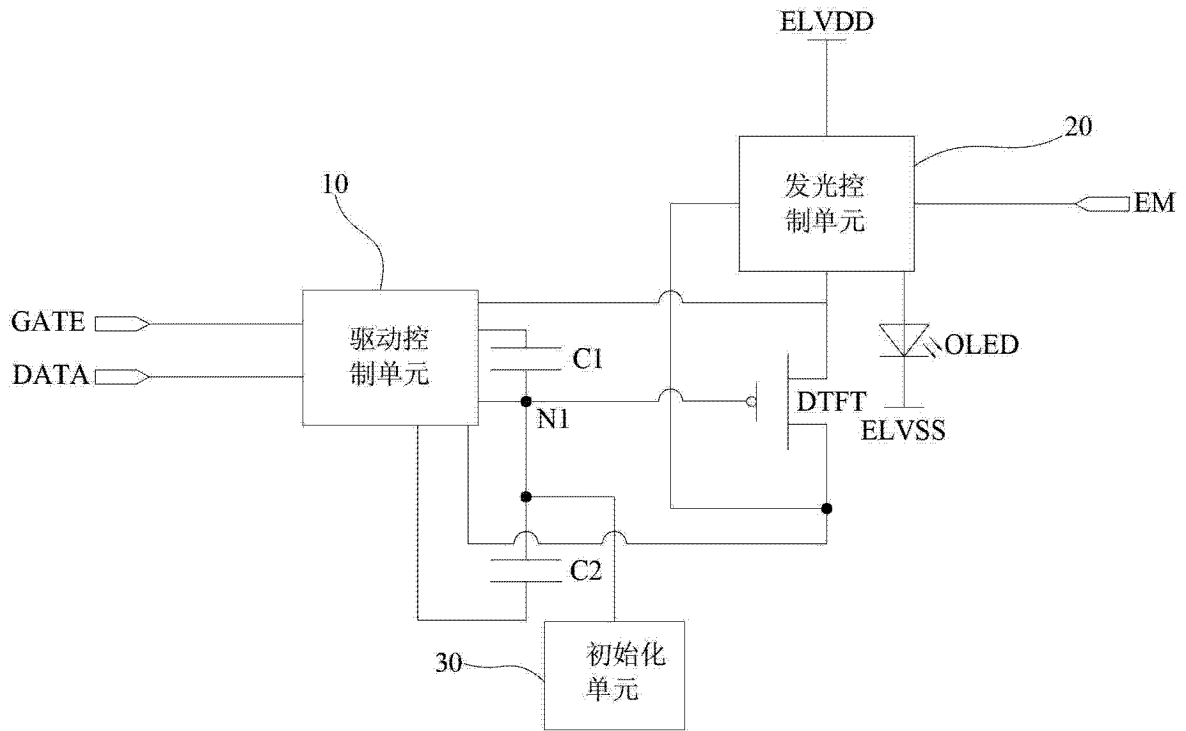 ELVDD
20
发光控
制单元
EM
10
GATE
DATA
驱动控
制单元
C1
N1
OLED
DTFT
ELVSS
C2
30
初始化
单元